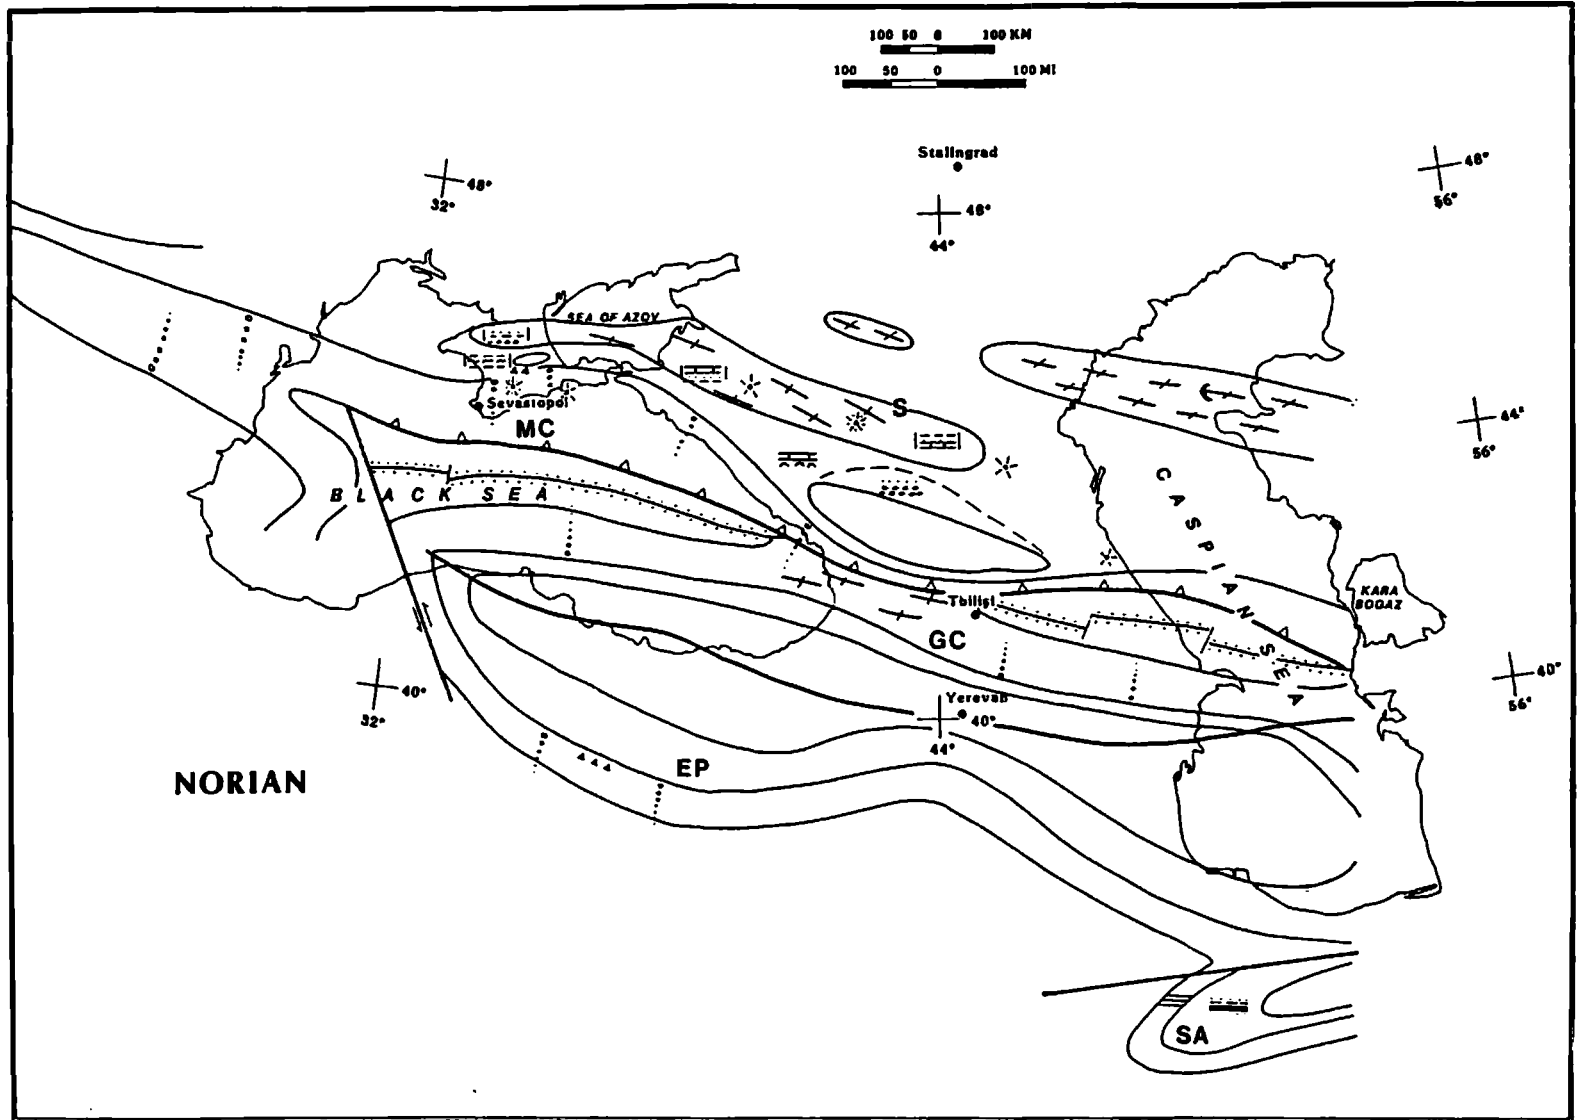 100 50 0 100 KM
100 50 0 100 MI
Stalingrad
48°
32°
48°
44°
48°
56°
SEA OF AZOV
Sevastopol
MC
S
44°
56°
BLACK SEA
CASPIAN SEA
KARA
BOGAZ
Tbilisi
GC
40°
32°
Yerevan
40°
44°
40°
56°
EP
NORIAN
SA